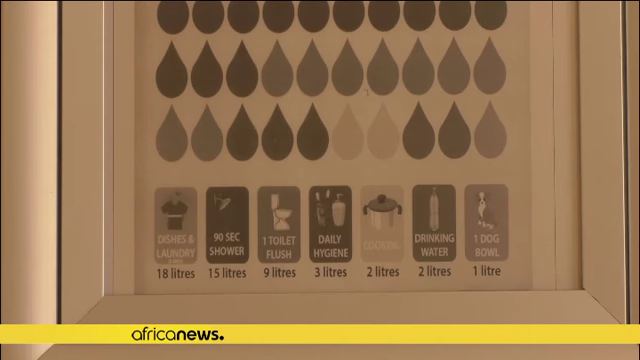 DISHES &
LAUNDRY
18 litres
90 SEC
SHOWER
15 litres
1 TOILET
FLUSH
9 litres
DAILY
HYGIENE
3 litres
COOKING
2 litres
DRINKING
WATER
2 litres
1 DOG
BOWL
1 litre
africanews.